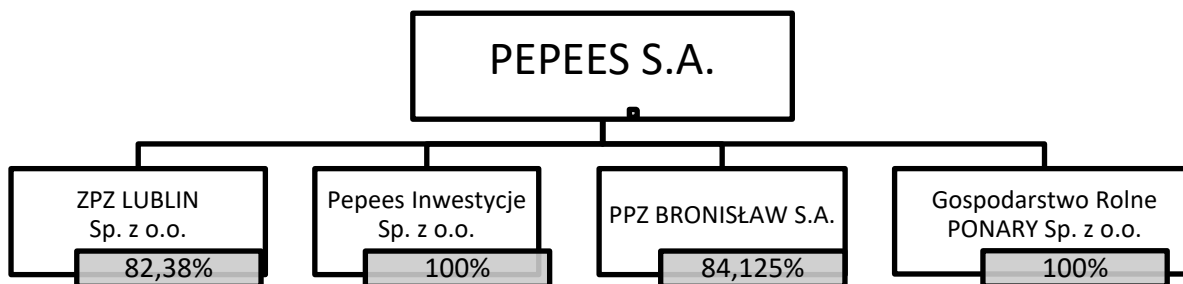 PEPEES S.A.
ZPZ LUBLIN
Sp. z o.o.
82,38%
Pepees Inwestycje
Sp. z o.o.
100%
PPZ BRONISŁAW S.A.
84,125%
Gospodarstwo Rolne
PONARY Sp. z o.o.
100%